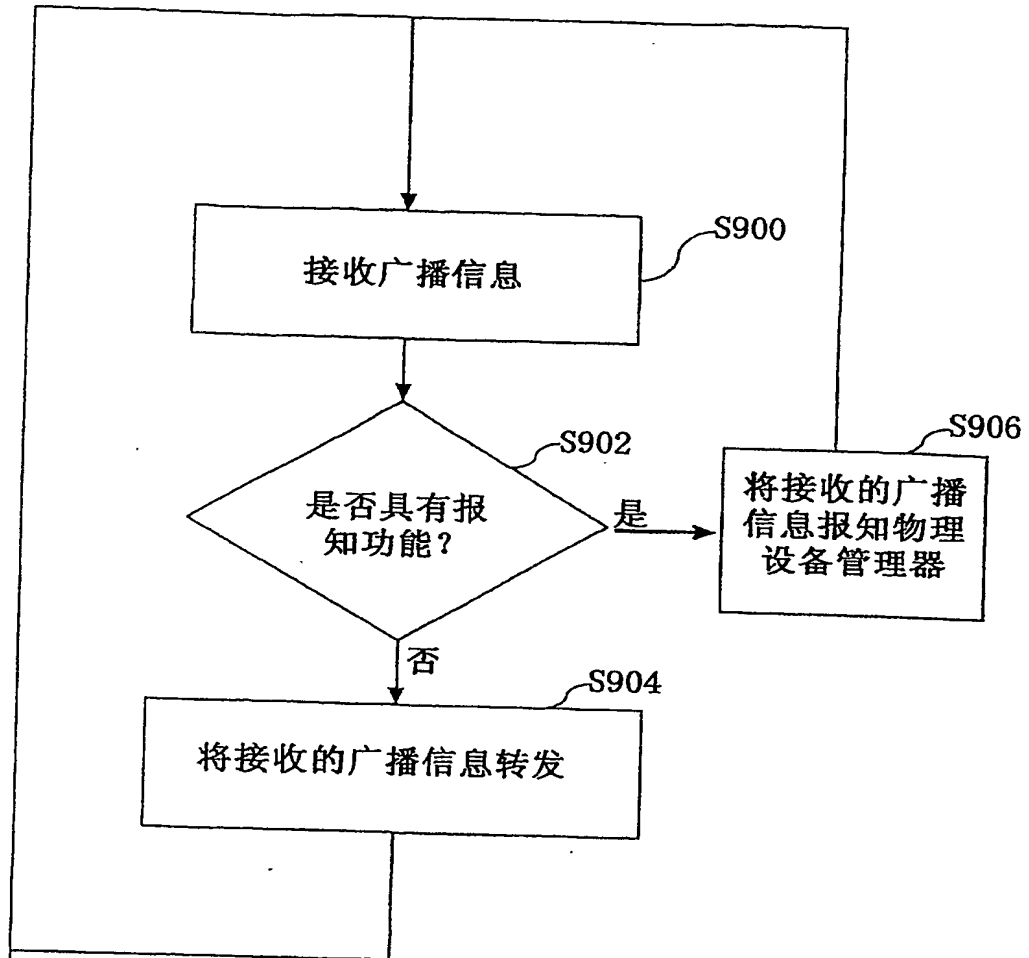 S900
接收广播信息
S902
是否具有报
知功能?
是
S906
将接收的广播
信息报知物理
设备管理器
否
S904
将接收的广播信息转发